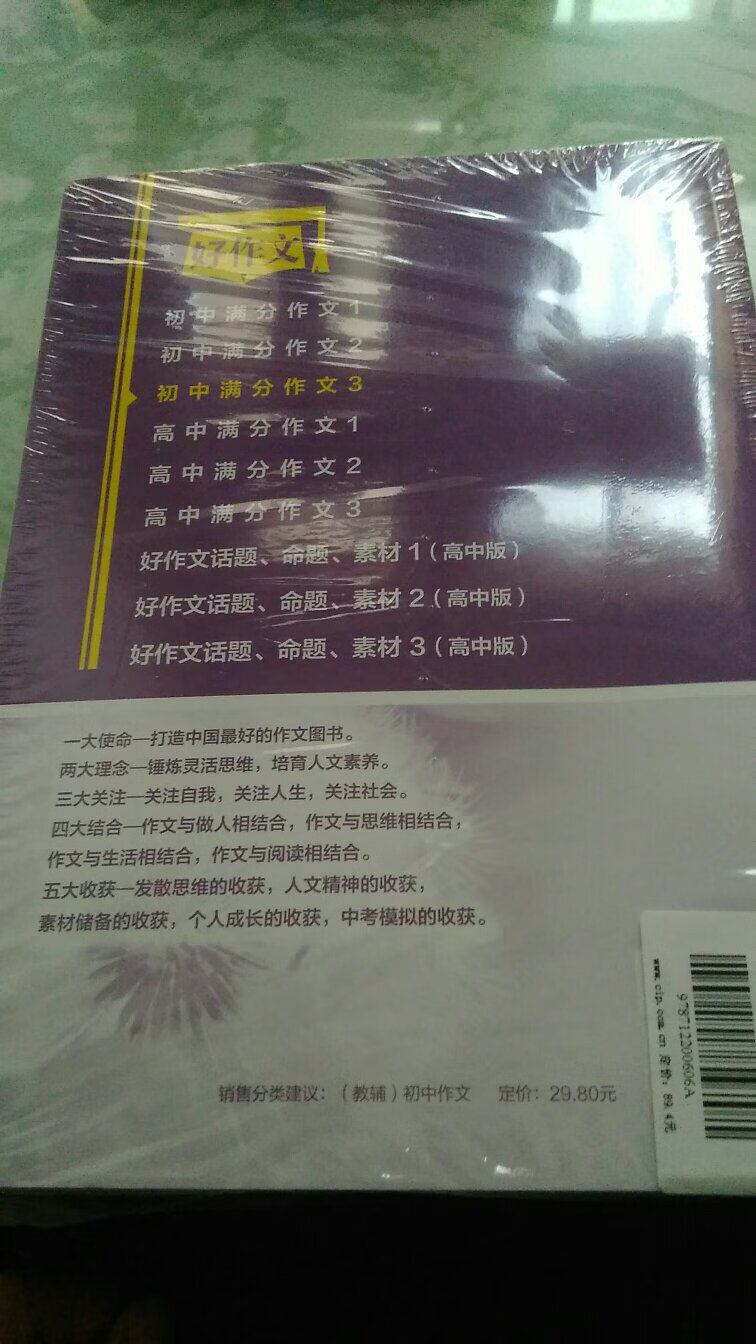 好作文
初中满分作文1
初中满分作文2
初中满分作文3
高中满分作文1
高中满分作文2
高中满分作文3
好作文话题、命题、素材1（高中版）
好作文话题、命题、素材2（高中版）
好作文话题、命题、素材3（高中版）
一大使命—打造中国最好的作文图书。
两大理念—锤炼灵活思维，培育人文素养。
三大关注—关注自我，关注人生，关注社会。
四大结合—作文与做人相结合，作文与思维相结合，
作文与生活相结合，作文与阅读相结合。
五大收获—发散思维的收获，人文精神的收获，
素材储备的收获，个人成长的收获，中考模拟的收获。
销售分类建议：（教辅）初中作文 定价：29.80元
978712200606A
www.cip.com.cn 定价：89.4元